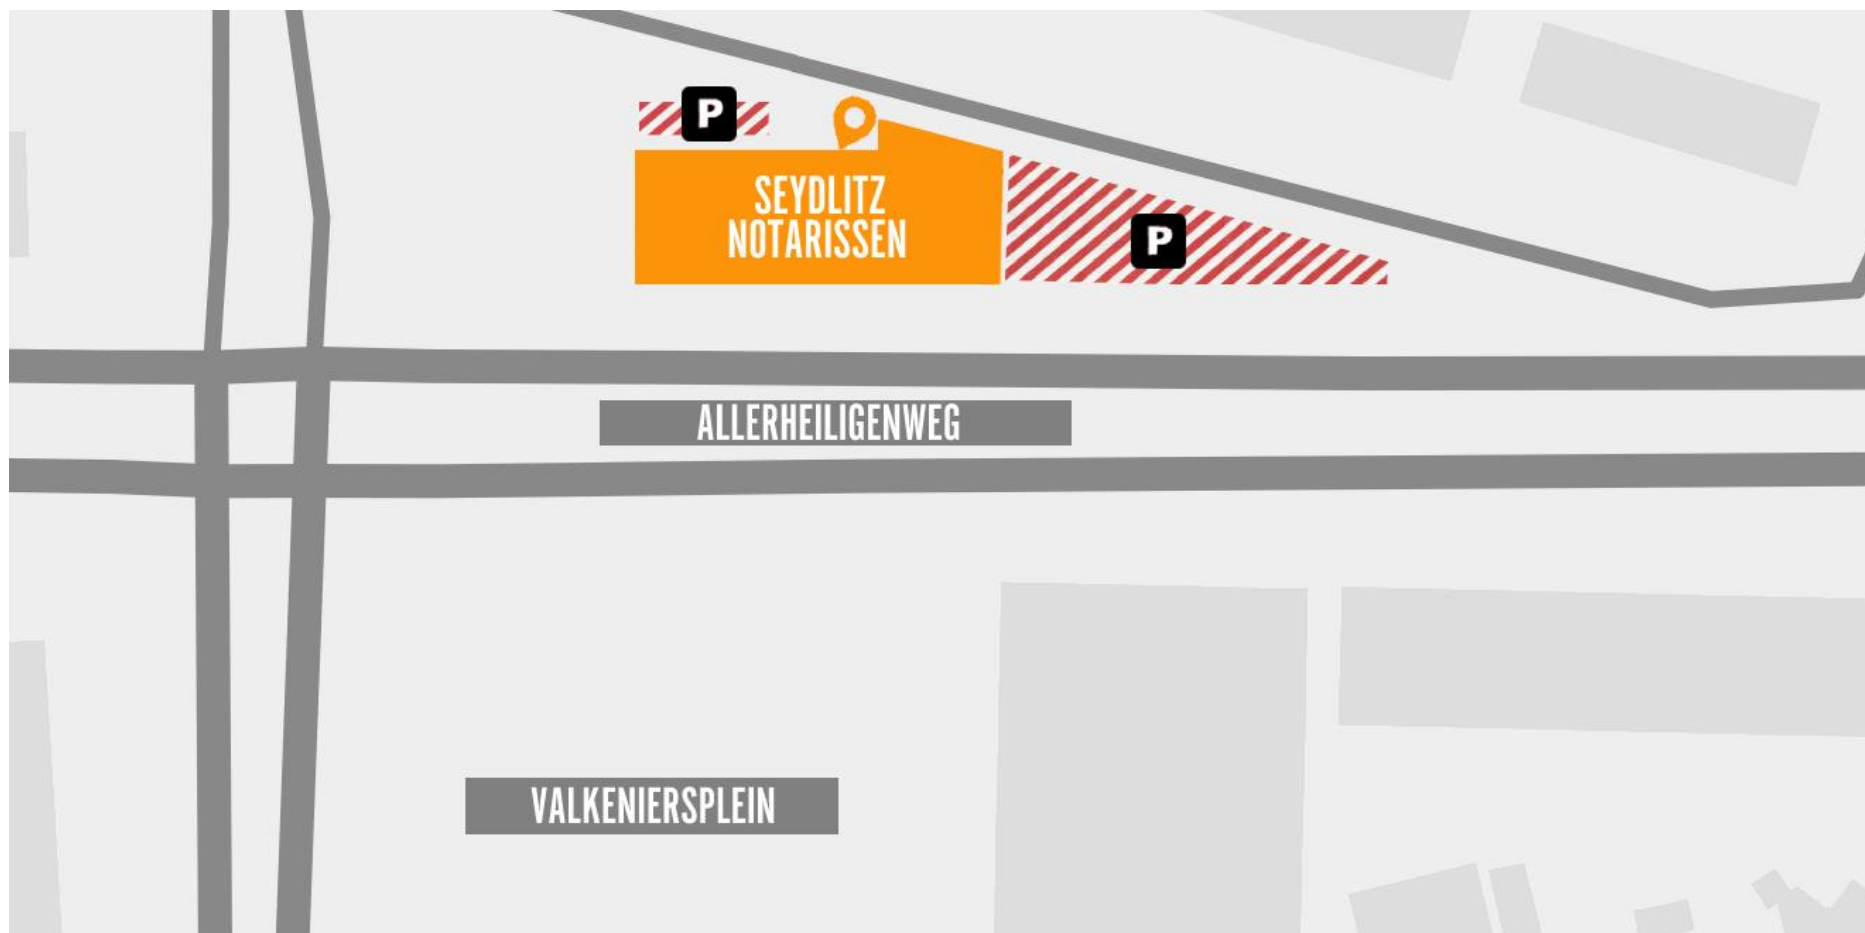 P
SEYDLITZ
NOTARISSEN
P
ALLERHEILIGENWEG
VALKENIERSPLEIN